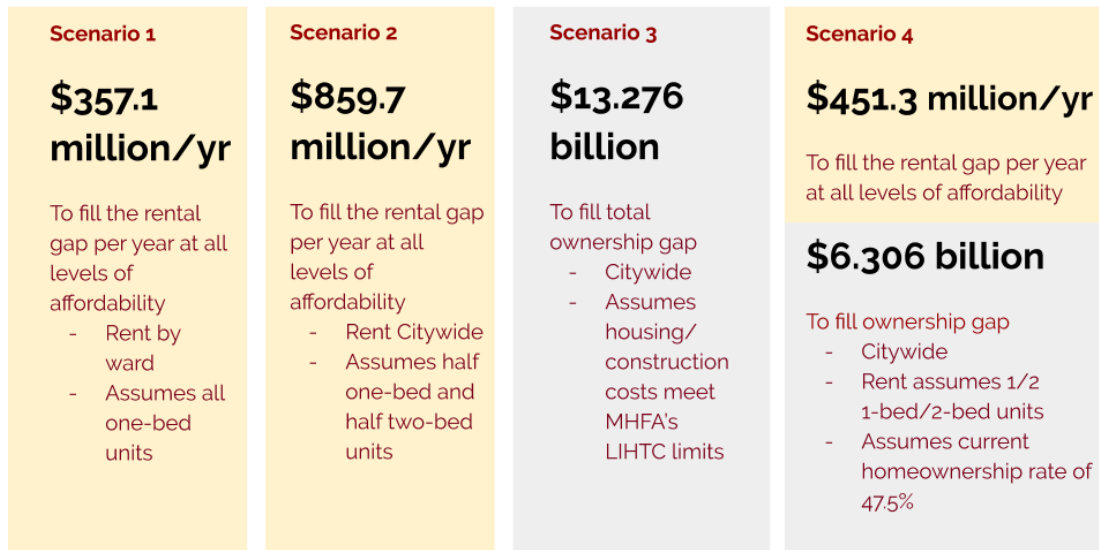 Scenario 1
$357.1
million/yr
To fill the rental
gap per year at all
levels of
affordability
- Rent by
ward
- Assumes all
one-bed
units
Scenario 2
$859.7
million/yr
To fill the rental gap
per year at all
levels of
affordability
- Rent Citywide
- Assumes half
one-bed and
half two-bed
units
Scenario 3
$13.276
billion
To fill total
ownership gap
- Citywide
- Assumes
housing/
construction
costs meet
MHFA's
LIHTC limits
Scenario 4
$451.3 million/yr
To fill the rental gap per year
at all levels of affordability
$6.306 billion
To fill ownership gap
- Citywide
- Rent assumes 1/2
1-bed/2-bed units
- Assumes current
homeownership rate of
47.5%